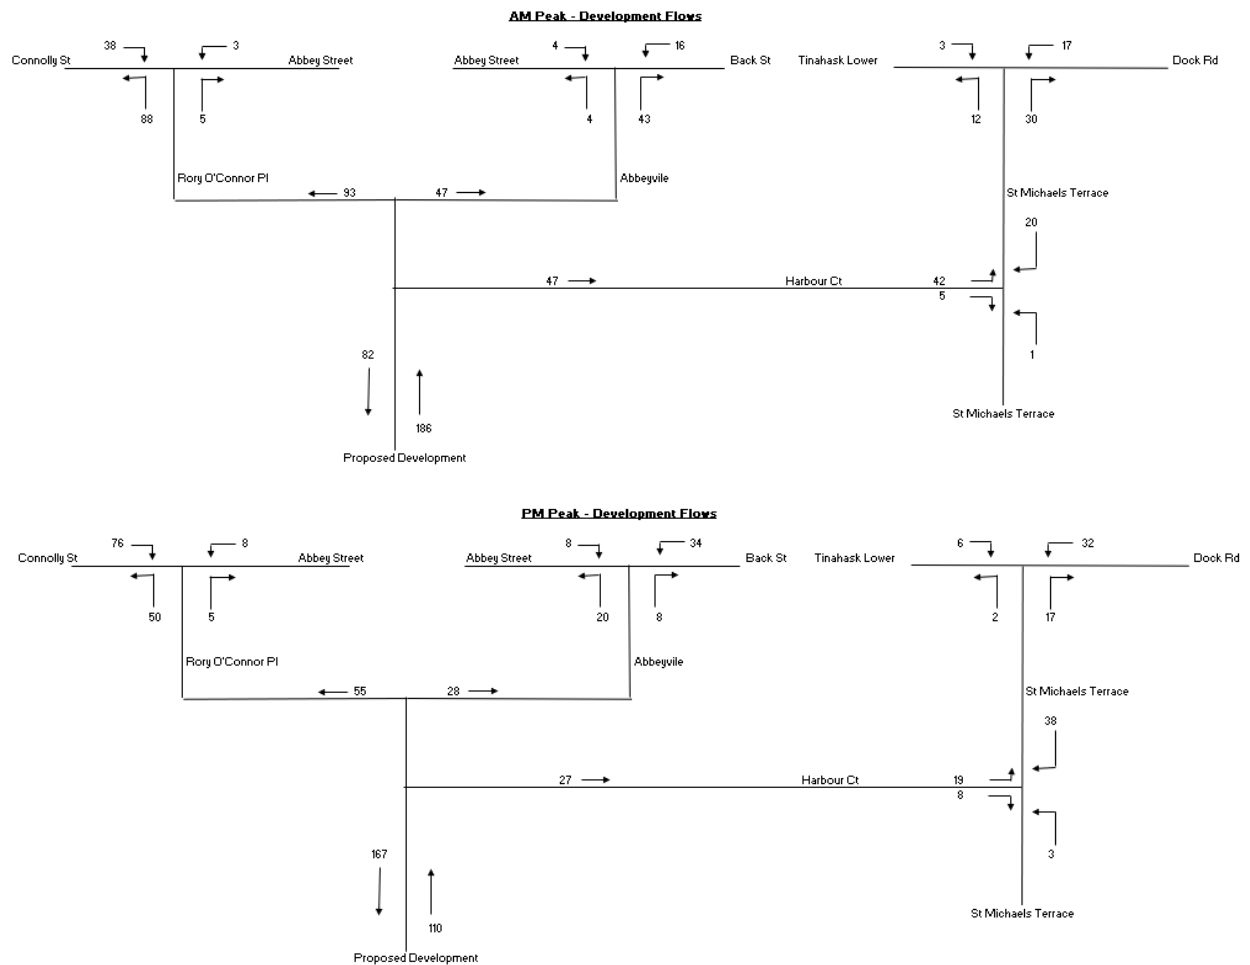 AM Peak - Development Flows
38 3 4 16 3 17
Connolly St Abbey Street Abbey Street Back St Tinahask Lower Dock Rd
88 5 4 43 12 30
Rory O'Connor Pl Abbeyvile
93 47 St Michaels Terrace
20
47 Harbour Ct 42
5
82 1
St Michaels Terrace
186
Proposed Development
PM Peak - Development Flows
76 8 8 34 6 32
Connolly St Abbey Street Abbey Street Back St Tinahask Lower Dock Rd
50 5 20 8 2 17
Rory O'Connor Pl Abbeyvile
55 28 St Michaels Terrace
38
27 Harbour Ct 19
8
167 3
St Michaels Terrace
110
Proposed Development